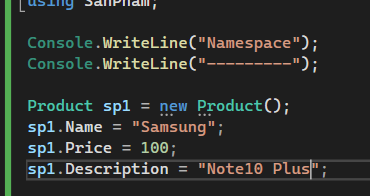 using SanPham;
Console.WriteLine("Namespace");
Console.WriteLine("---------");
Product sp1 = new Product();
sp1.Name = "Samsung";
sp1.Price = 100;
sp1.Description = "Note10 Plus";